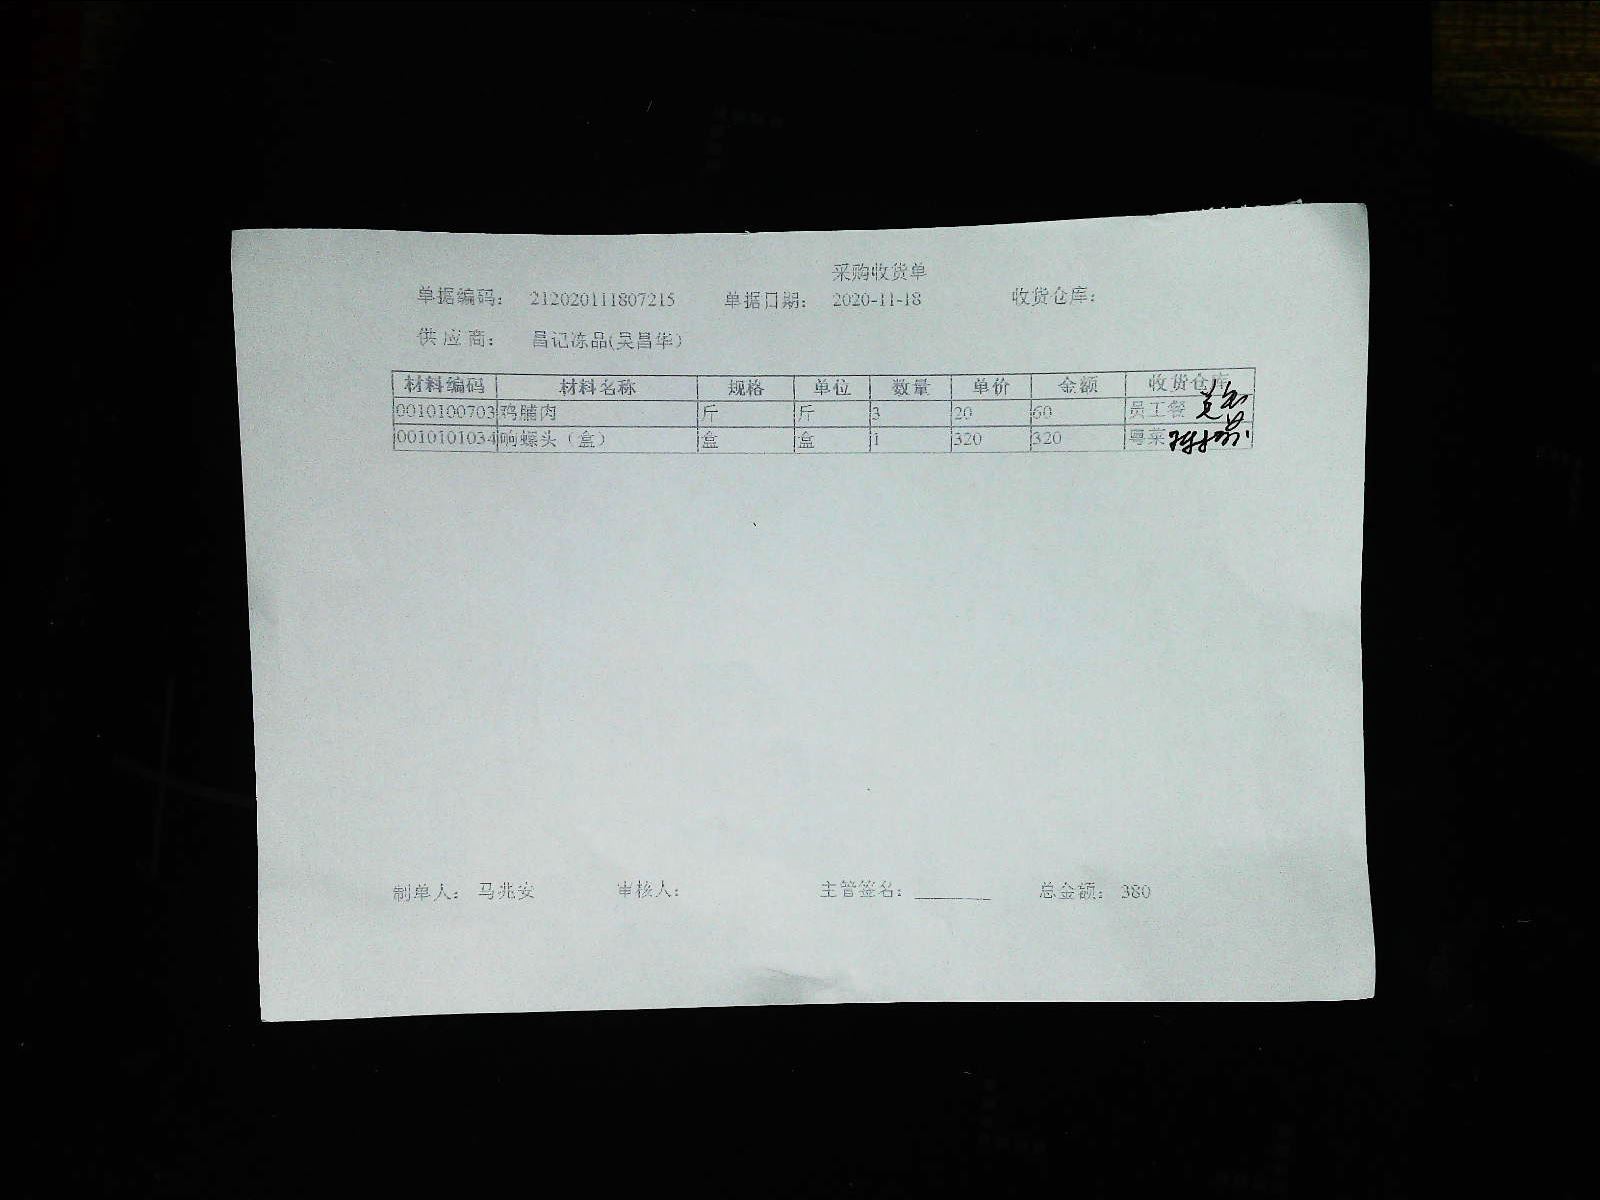 采购收货单
单据编码： 212020111807215 单据日期： 2020-11-18 收货仓库：
供 应 商： 昌记冻品(吴昌华)
材料编码 材料名称 规格 单位 数量 单价 金额 收货仓库
0010100703 鸡脯肉 斤 斤 3 20 60 员工餐
0010101034 响螺头（盒） 盒 盒 1 320 320 粤菜
制单人： 马兆安 审核人： 主管签名： 总金额： 380